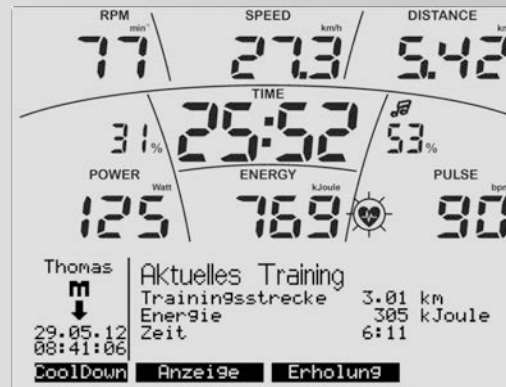 RPM SPEED DISTANCE
min⁻ km/h km
77 27.3 5.42
TIME
25:52
31% 53%
POWER ENERGY PULSE
Watt kJoule bpm
125 769 90
Thomas
m
29.05.12
08:41:06
Aktuelles Training
Trainingsstrecke 3.01 km
Energie 305 kJoule
Zeit 6:11
CoolDown Anzeige Erholung